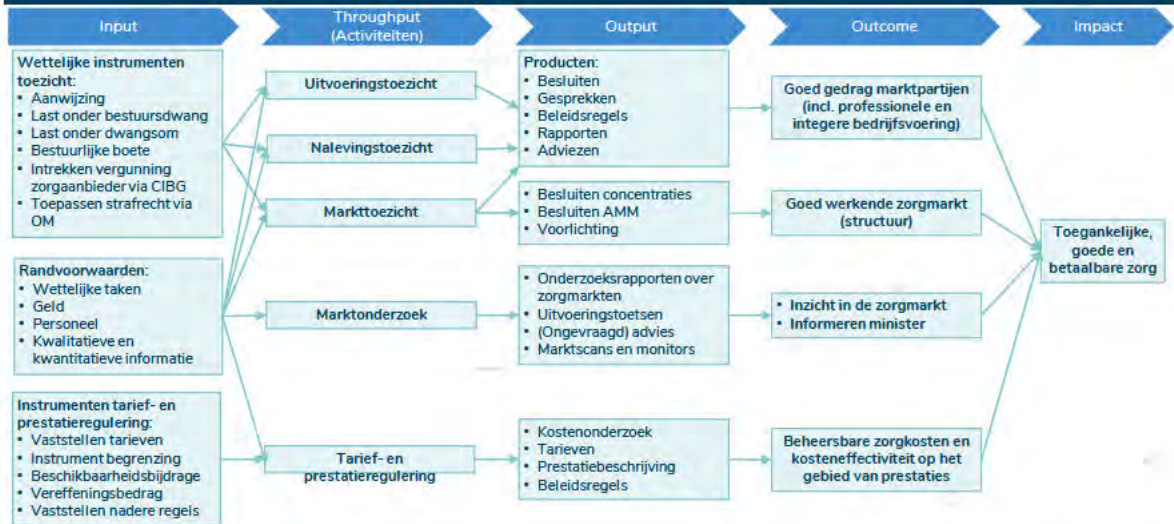 Input
Throughput
(Activiteiten)
Output
Outcome
Impact
Wettelijke instrumenten
toezicht:
• Aanwijzing
• Last onder bestuursdwang
• Last onder dwangsom
• Bestuurlijke boete
• Intrekken vergunning
zorgaanbieder via CIBG
• Toepassen strafrecht via
OM
Randvoorwaarden:
• Wettelijke taken
• Geld
• Personeel
• Kwalitatieve en
kwantitatieve informatie
Instrumenten tarief- en
prestatieregulering:
• Vaststellen tarieven
• Instrument begrenzing
• Beschikbaarheidsbijdrage
• Vereffeningsbedrag
• Vaststellen nadere regels
Uitvoeringstoezicht
Nalevingstoezicht
Markttoezicht
Marktonderzoek
Tarief- en
prestatieregulering
Producten:
• Besluiten
• Gesprekken
• Beleidsregels
• Rapporten
• Adviezen
• Besluiten concentraties
• Besluiten AMM
• Voorlichting
• Onderzoeksrapporten over
zorgmarkten
• Uitvoeringstoetsen
• (Ongevraagd) advies
• Marktscans en monitors
• Kostenonderzoek
• Tarieven
• Prestatiebeschrijving
• Beleidsregels
Goed gedrag marktpartijen
(incl. professionele en
integere bedrijfsvoering)
Goed werkende zorgmarkt
(structuur)
• Inzicht in de zorgmarkt
• Informeren minister
Beheersbare zorgkosten en
kosteneffectiviteit op het
gebied van prestaties
Toegankelijke,
goede en
betaalbare zorg